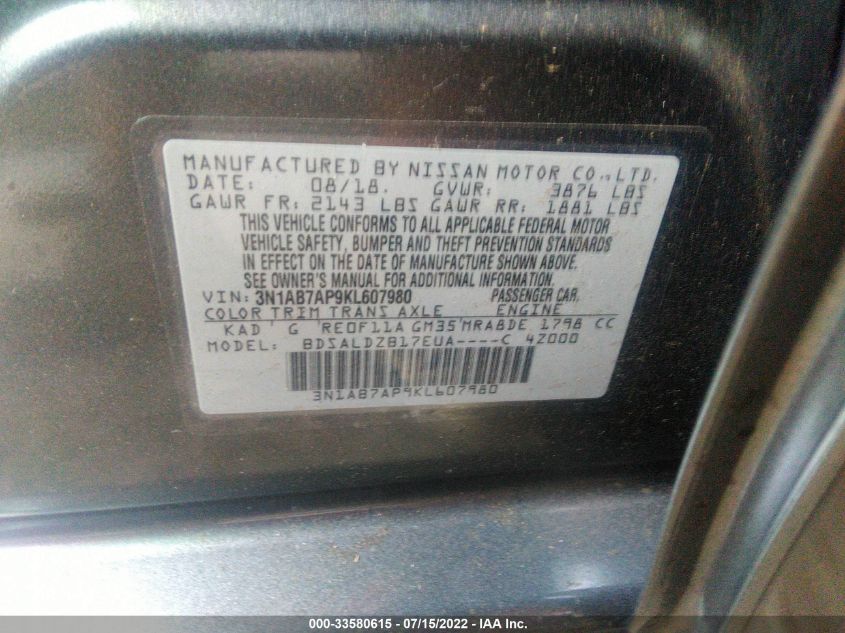 MANUFACTURED BY NISSAN MOTOR CO.,LTD.
DATE: 08/18. GVWR: 3876 LBS
GAWR FR: 2143 LBS GAWR RR: 1881 LBS
THIS VEHICLE CONFORMS TO ALL APPLICABLE FEDERAL MOTOR
VEHICLE SAFETY, BUMPER AND THEFT PREVENTION STANDARDS
IN EFFECT ON THE DATE OF MANUFACTURE SHOWN ABOVE.
SEE OWNER'S MANUAL FOR ADDITIONAL INFORMATION.
VIN: 3N1AB7AP9KL607980 PASSENGER CAR.
COLOR TRIM TRANS AXLE ENGINE
KAD G RE0F11A GM35 MRA8DE 1798 CC
MODEL: BDSALDZB17EUA----C 4Z000
3N1AB7AP9KL607980
000-33580615 - 07/15/2022 - IAA Inc.